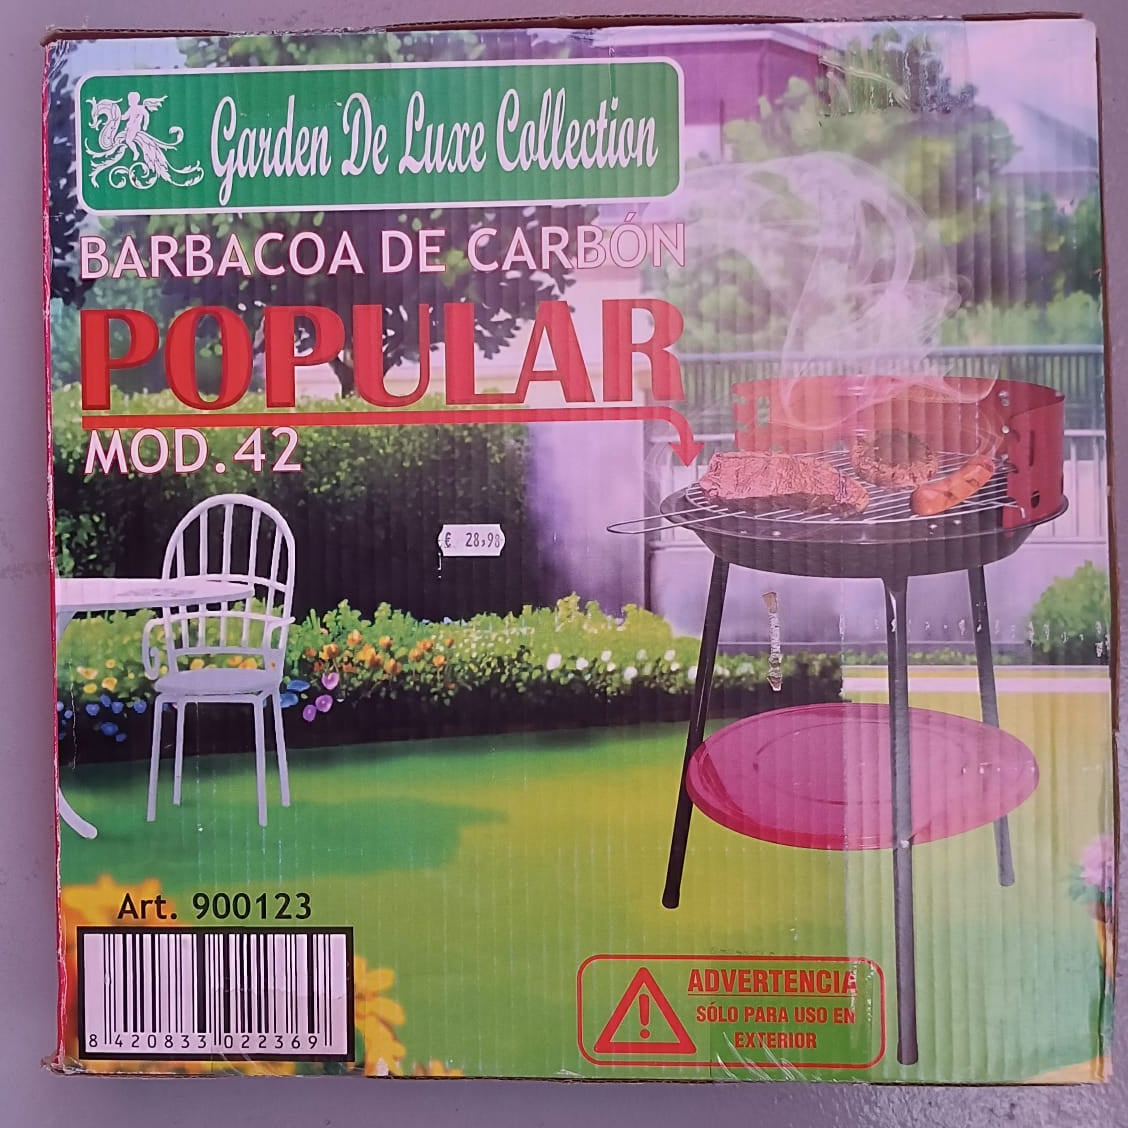 Garden De Luxe Collection
BARBACOA DE CARBÓN
POPULAR
MOD.42
€ 28,98
Art. 900123
8 420833 022369
ADVERTENCIA
SÓLO PARA USO EN
EXTERIOR